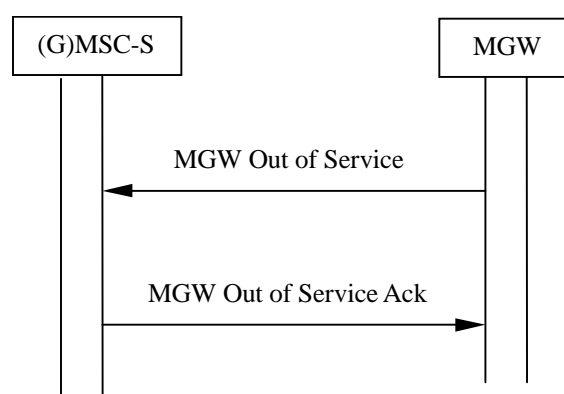 (G)MSC-S
MGW
MGW Out of Service
MGW Out of Service Ack